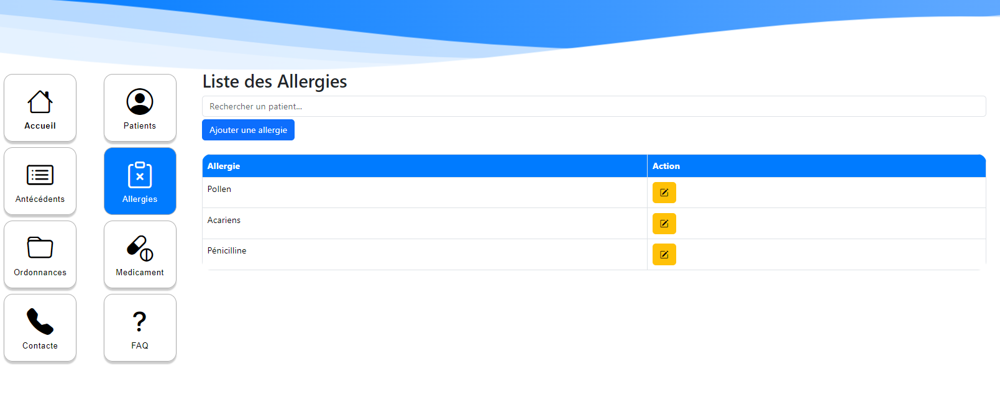 Accueil
Patients
Antécédents
Allergies
Ordonnances
Medicament
Contacte
? FAQ
Liste des Allergies
Rechercher un patient...
Ajouter une allergie
Allergie Action
Pollen
Acariens
Pénicilline